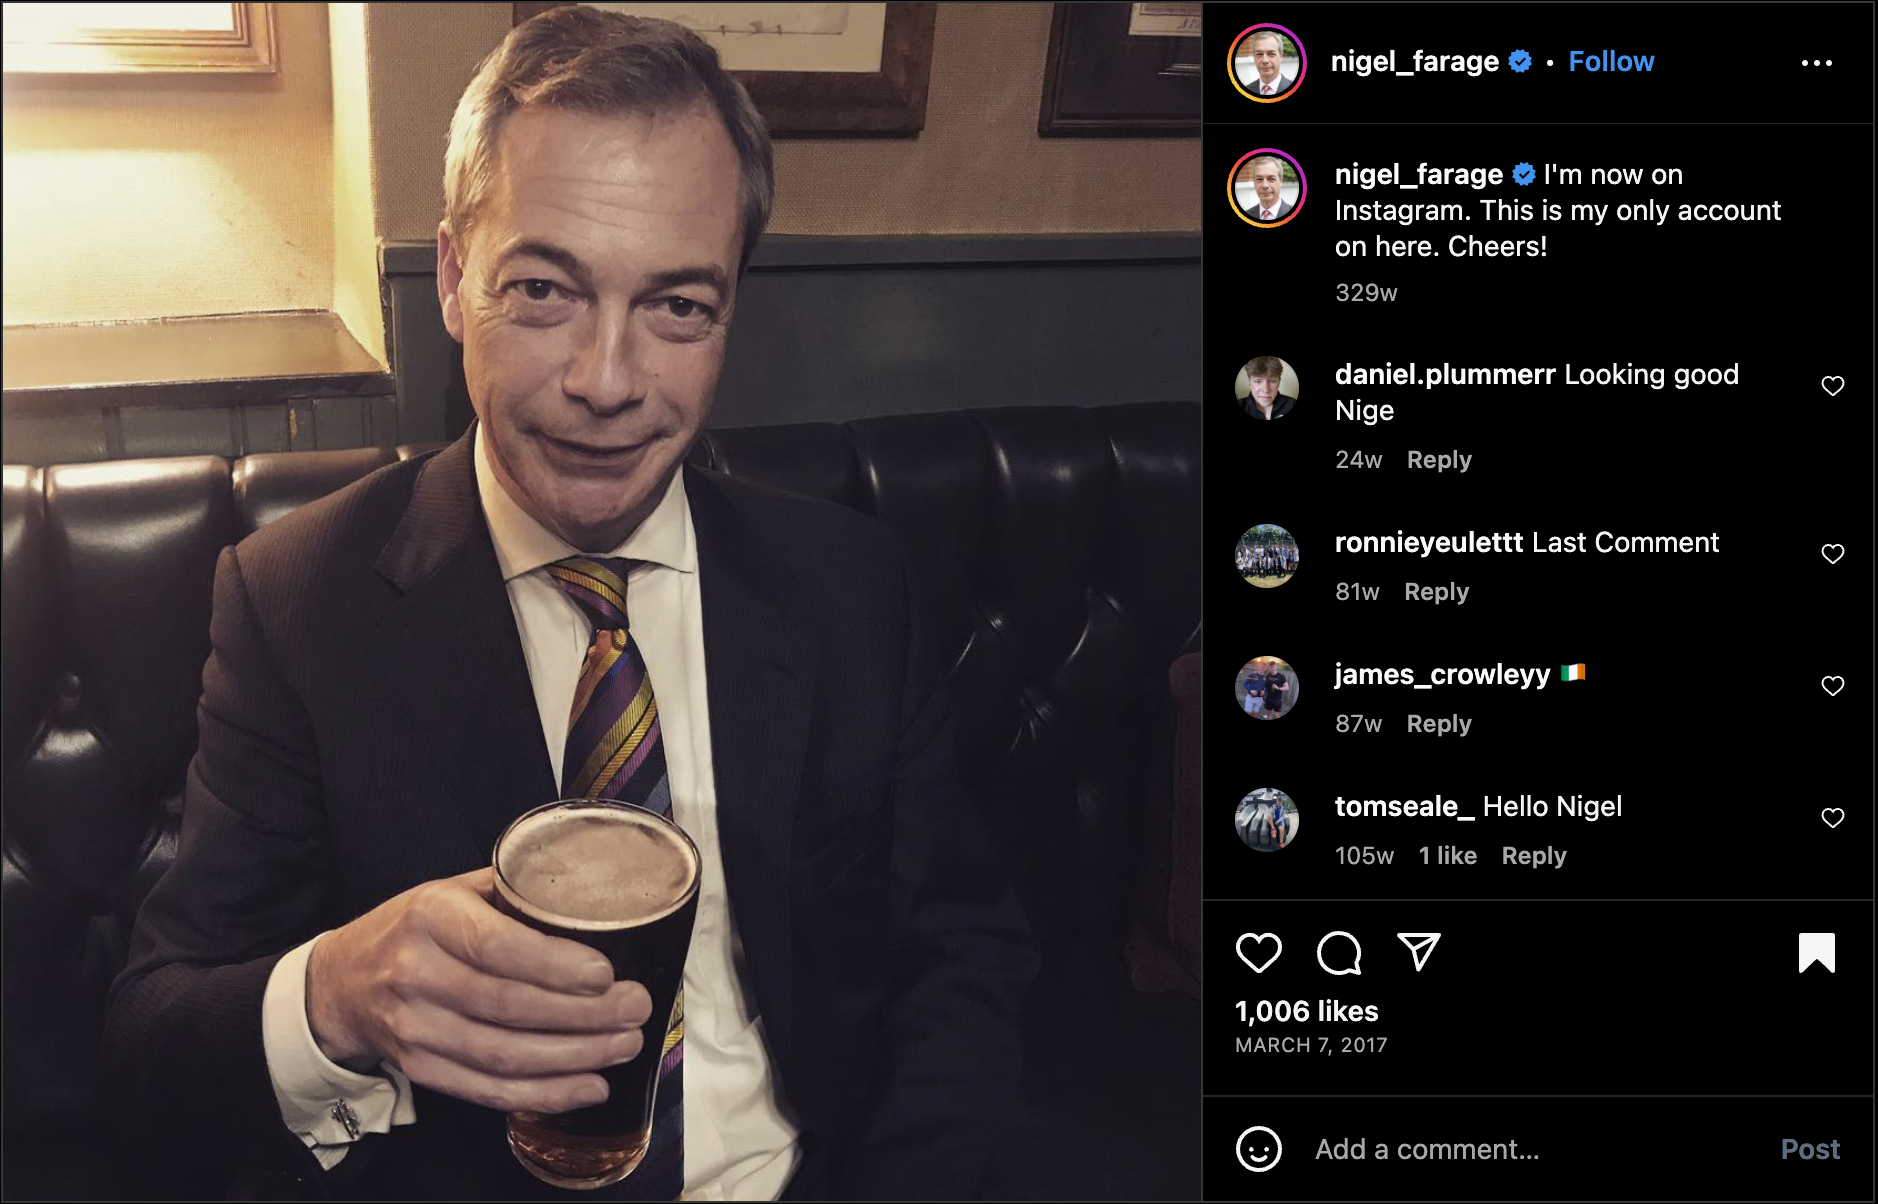 nigel_farage • Follow
nigel_farage I'm now on
Instagram. This is my only account
on here. Cheers!
329w
daniel.plummerr Looking good
Nige
24w Reply
ronnieyeulettt Last Comment
81w Reply
james_crowleyy 🇮🇪
87w Reply
tomseale_ Hello Nigel
105w 1 like Reply
1,006 likes
MARCH 7, 2017
Add a comment... Post